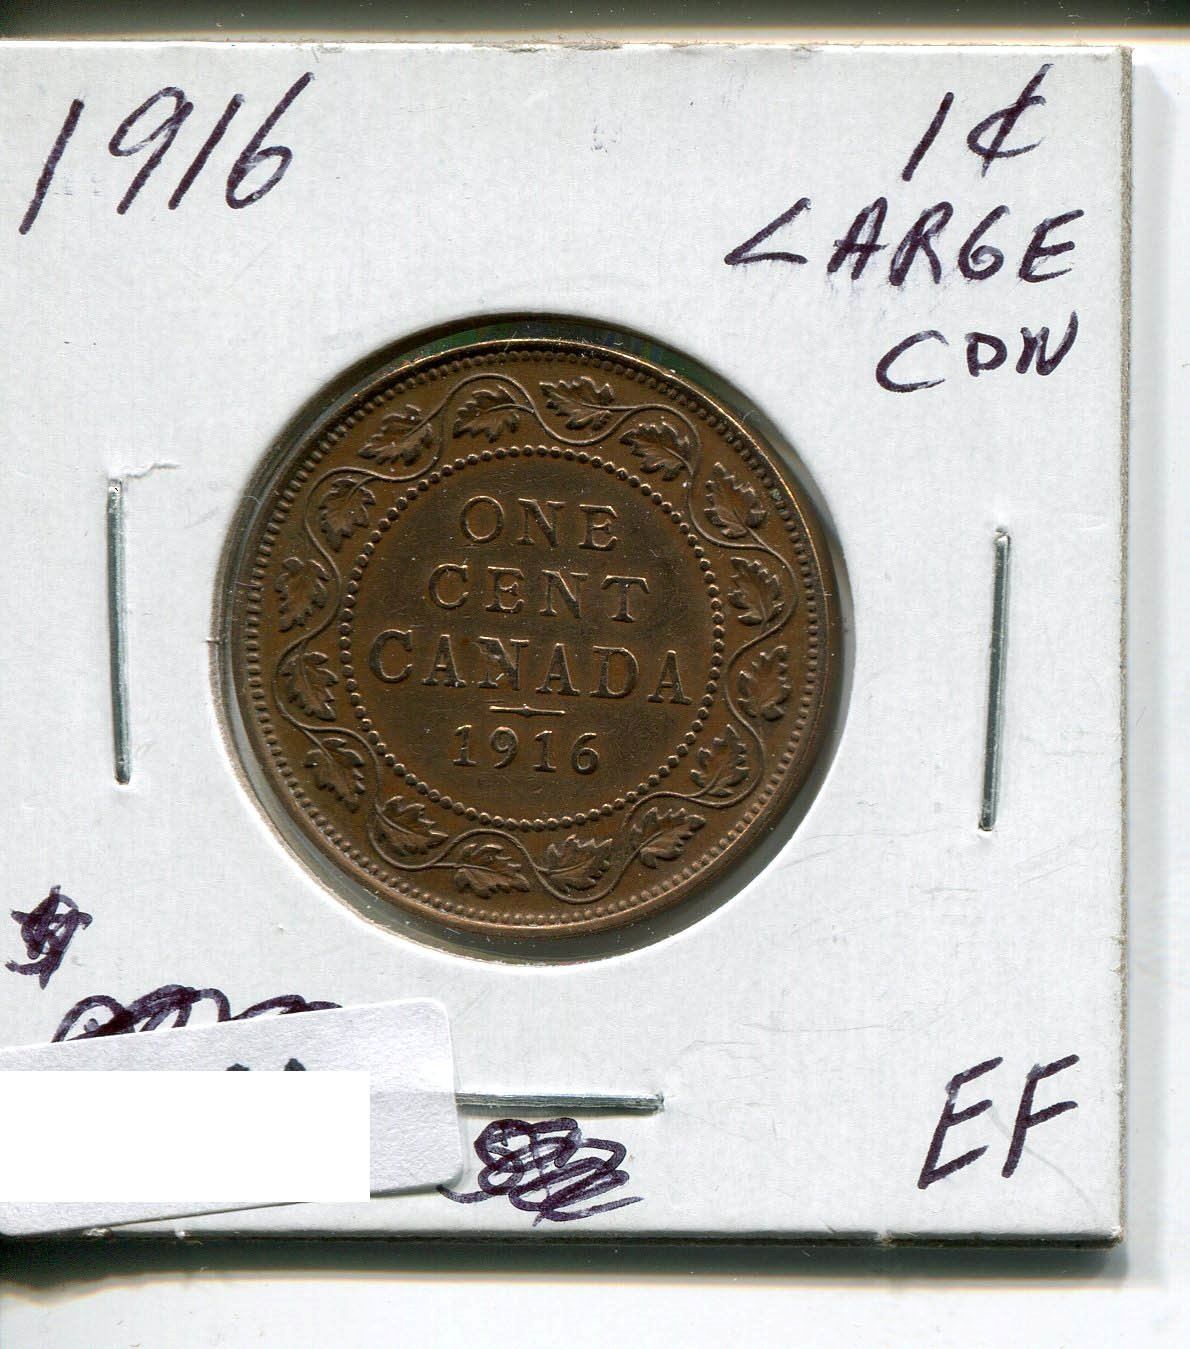 1916
1¢
LARGE
CDN
ONE
CENT
CANADA
1916
$
EF